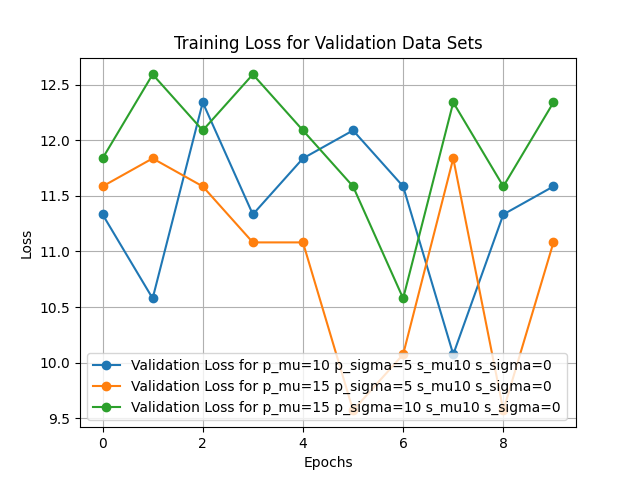 Training Loss for Validation Data Sets
Loss
12.5
12.0
11.5
11.0
10.5
10.0
9.5
Validation Loss for p_mu=10 p_sigma=5 s_mu10 s_sigma=0
Validation Loss for p_mu=15 p_sigma=5 s_mu10 s_sigma=0
Validation Loss for p_mu=15 p_sigma=10 s_mu10 s_sigma=0
0 2 4 6 8
Epochs